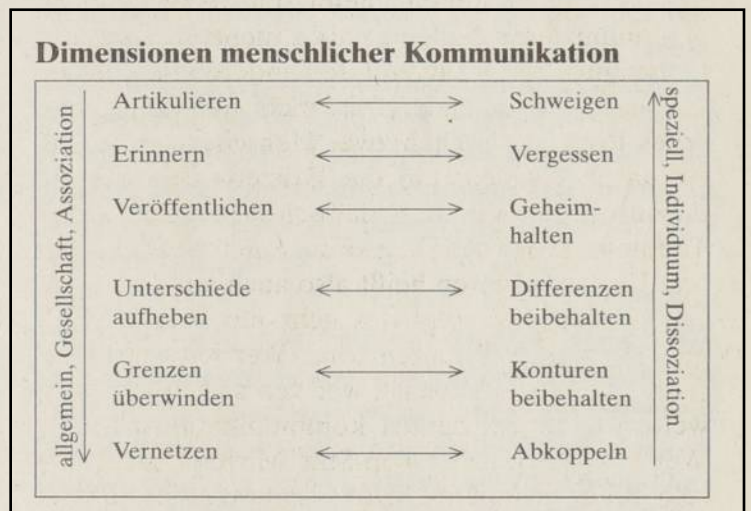 Dimensionen menschlicher Kommunikation
allgemein, Gesellschaft, Assoziation
Artikulieren Schweigen
Erinnern Vergessen
Veröffentlichen Geheim-
halten
Unterschiede Differenzen
aufheben beibehalten
Grenzen Konturen
überwinden beibehalten
Vernetzen Abkoppeln
speziell, Individuum, Dissoziation